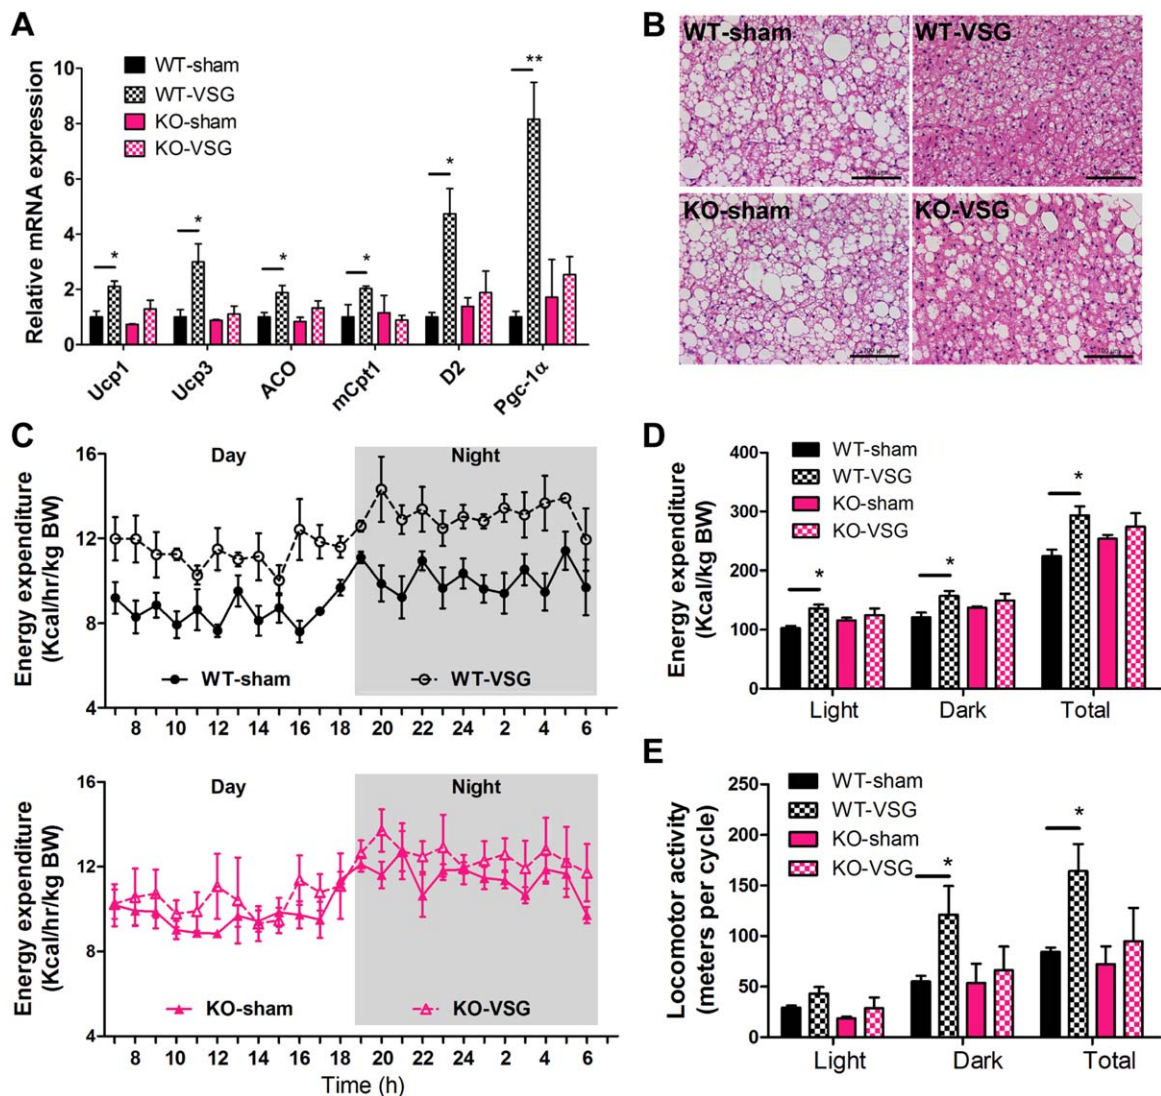 A
WT-sham
WT-VSG
KO-sham
KO-VSG
Relative mRNA expression
10
8
6
4
2
0
* * * * * **
Ucp1 Ucp3 ACO mCpt1 D2 Pgc-1α
B
WT-sham WT-VSG
KO-sham KO-VSG
100 µm
C
Energy expenditure
(Kcal/hr/kg BW)
16
12
8
4
Day Night
WT-sham WT-VSG
8 10 12 14 16 18 20 22 24 2 4 6
Energy expenditure
(Kcal/hr/kg BW)
16
12
8
4
Day Night
KO-sham KO-VSG
8 10 12 14 16 18 20 22 24 2 4 6
Time (h)
D
Energy expenditure
(Kcal/kg BW)
400
300
200
100
0
WT-sham
WT-VSG
KO-sham
KO-VSG
* * *
Light Dark Total
E
Locomotor activity
(meters per cycle)
250
200
150
100
50
0
WT-sham
WT-VSG
KO-sham
KO-VSG
* *
Light Dark Total